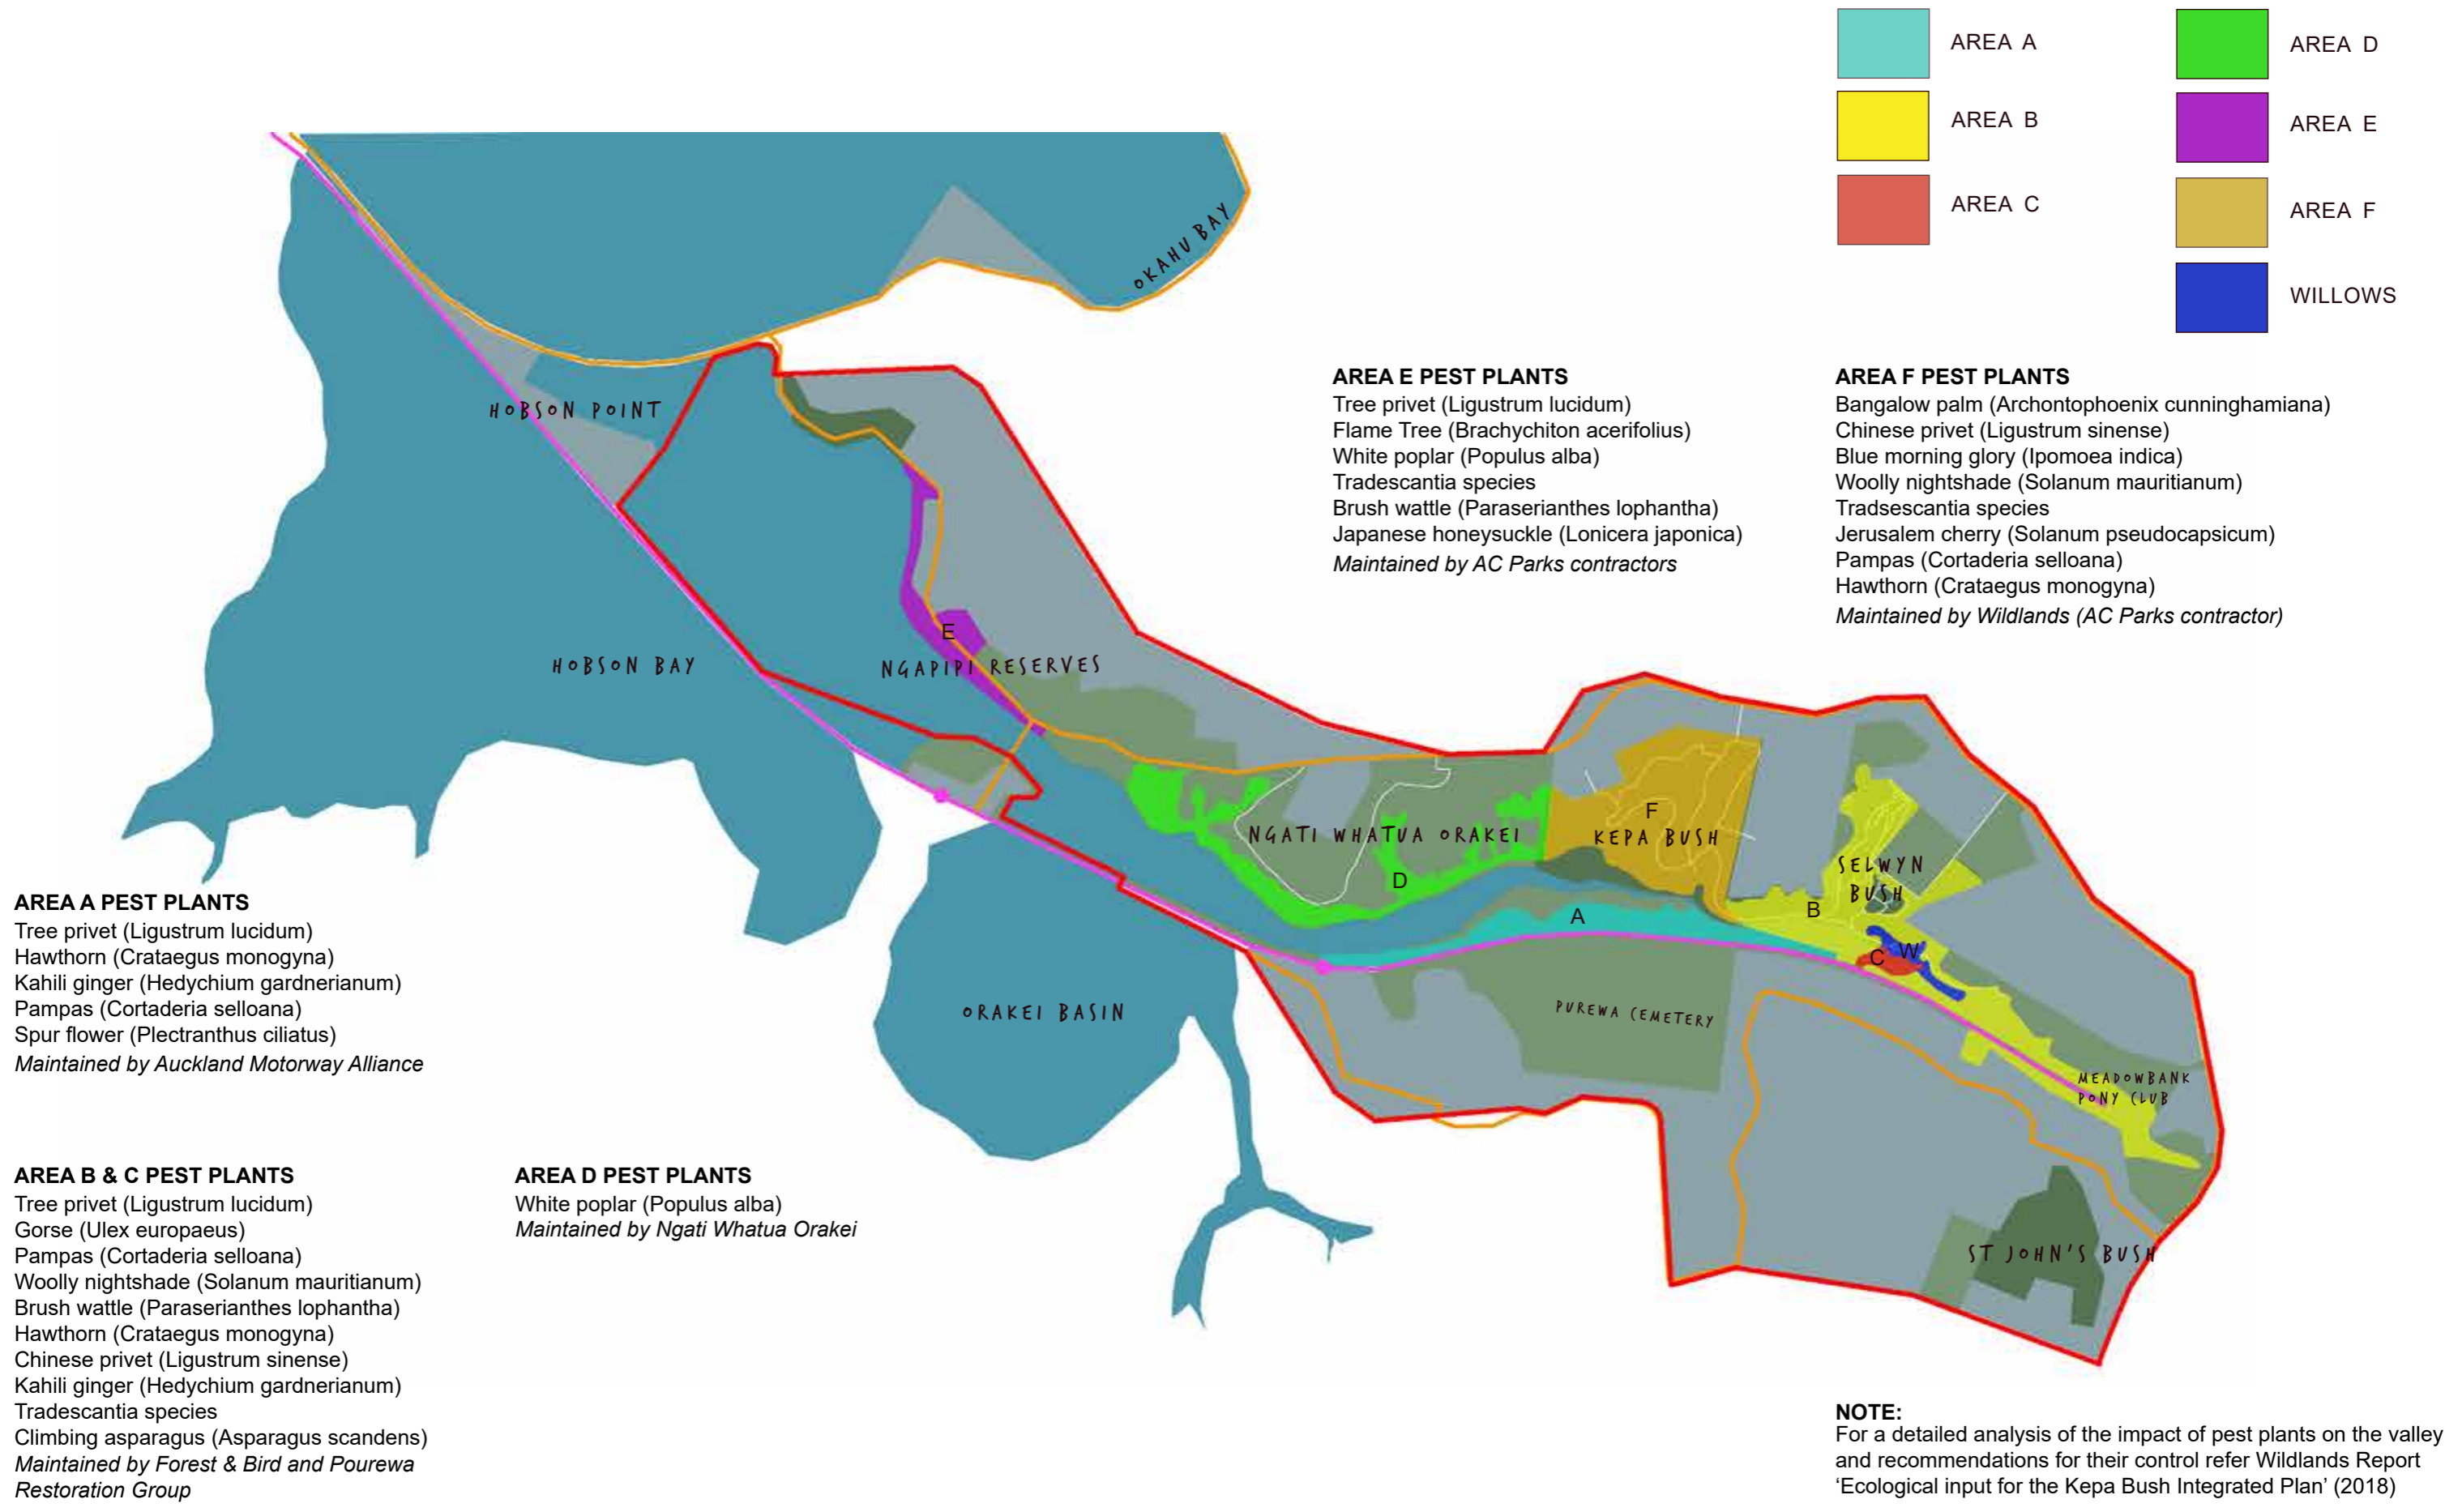 AREA A
AREA D
AREA B
AREA E
AREA C
AREA F
WILLOWS
OKAHU BAY
HOBSON POINT
HOBSON BAY
E
NGAPIPI RESERVES
NGATI WHATUA ORAKEI
D
F
KEPA BUSH
SELWYN
BUSH
B
A
C
W
ORAKEI BASIN
PUREWA CEMETERY
MEADOWBANK
PONY CLUB
ST JOHN'S BUSH
AREA E PEST PLANTS
Tree privet (Ligustrum lucidum)
Flame Tree (Brachychiton acerifolius)
White poplar (Populus alba)
Tradescantia species
Brush wattle (Paraserianthes lophantha)
Japanese honeysuckle (Lonicera japonica)
Maintained by AC Parks contractors
AREA F PEST PLANTS
Bangalow palm (Archontophoenix cunninghamiana)
Chinese privet (Ligustrum sinense)
Blue morning glory (Ipomoea indica)
Woolly nightshade (Solanum mauritianum)
Tradsescantia species
Jerusalem cherry (Solanum pseudocapsicum)
Pampas (Cortaderia selloana)
Hawthorn (Crataegus monogyna)
Maintained by Wildlands (AC Parks contractor)
AREA A PEST PLANTS
Tree privet (Ligustrum lucidum)
Hawthorn (Crataegus monogyna)
Kahili ginger (Hedychium gardnerianum)
Pampas (Cortaderia selloana)
Spur flower (Plectranthus ciliatus)
Maintained by Auckland Motorway Alliance
AREA B & C PEST PLANTS
Tree privet (Ligustrum lucidum)
Gorse (Ulex europaeus)
Pampas (Cortaderia selloana)
Woolly nightshade (Solanum mauritianum)
Brush wattle (Paraserianthes lophantha)
Hawthorn (Crataegus monogyna)
Chinese privet (Ligustrum sinense)
Kahili ginger (Hedychium gardnerianum)
Tradescantia species
Climbing asparagus (Asparagus scandens)
Maintained by Forest & Bird and Pourewa
Restoration Group
AREA D PEST PLANTS
White poplar (Populus alba)
Maintained by Ngati Whatua Orakei
NOTE:
For a detailed analysis of the impact of pest plants on the valley
and recommendations for their control refer Wildlands Report
‘Ecological input for the Kepa Bush Integrated Plan’ (2018)